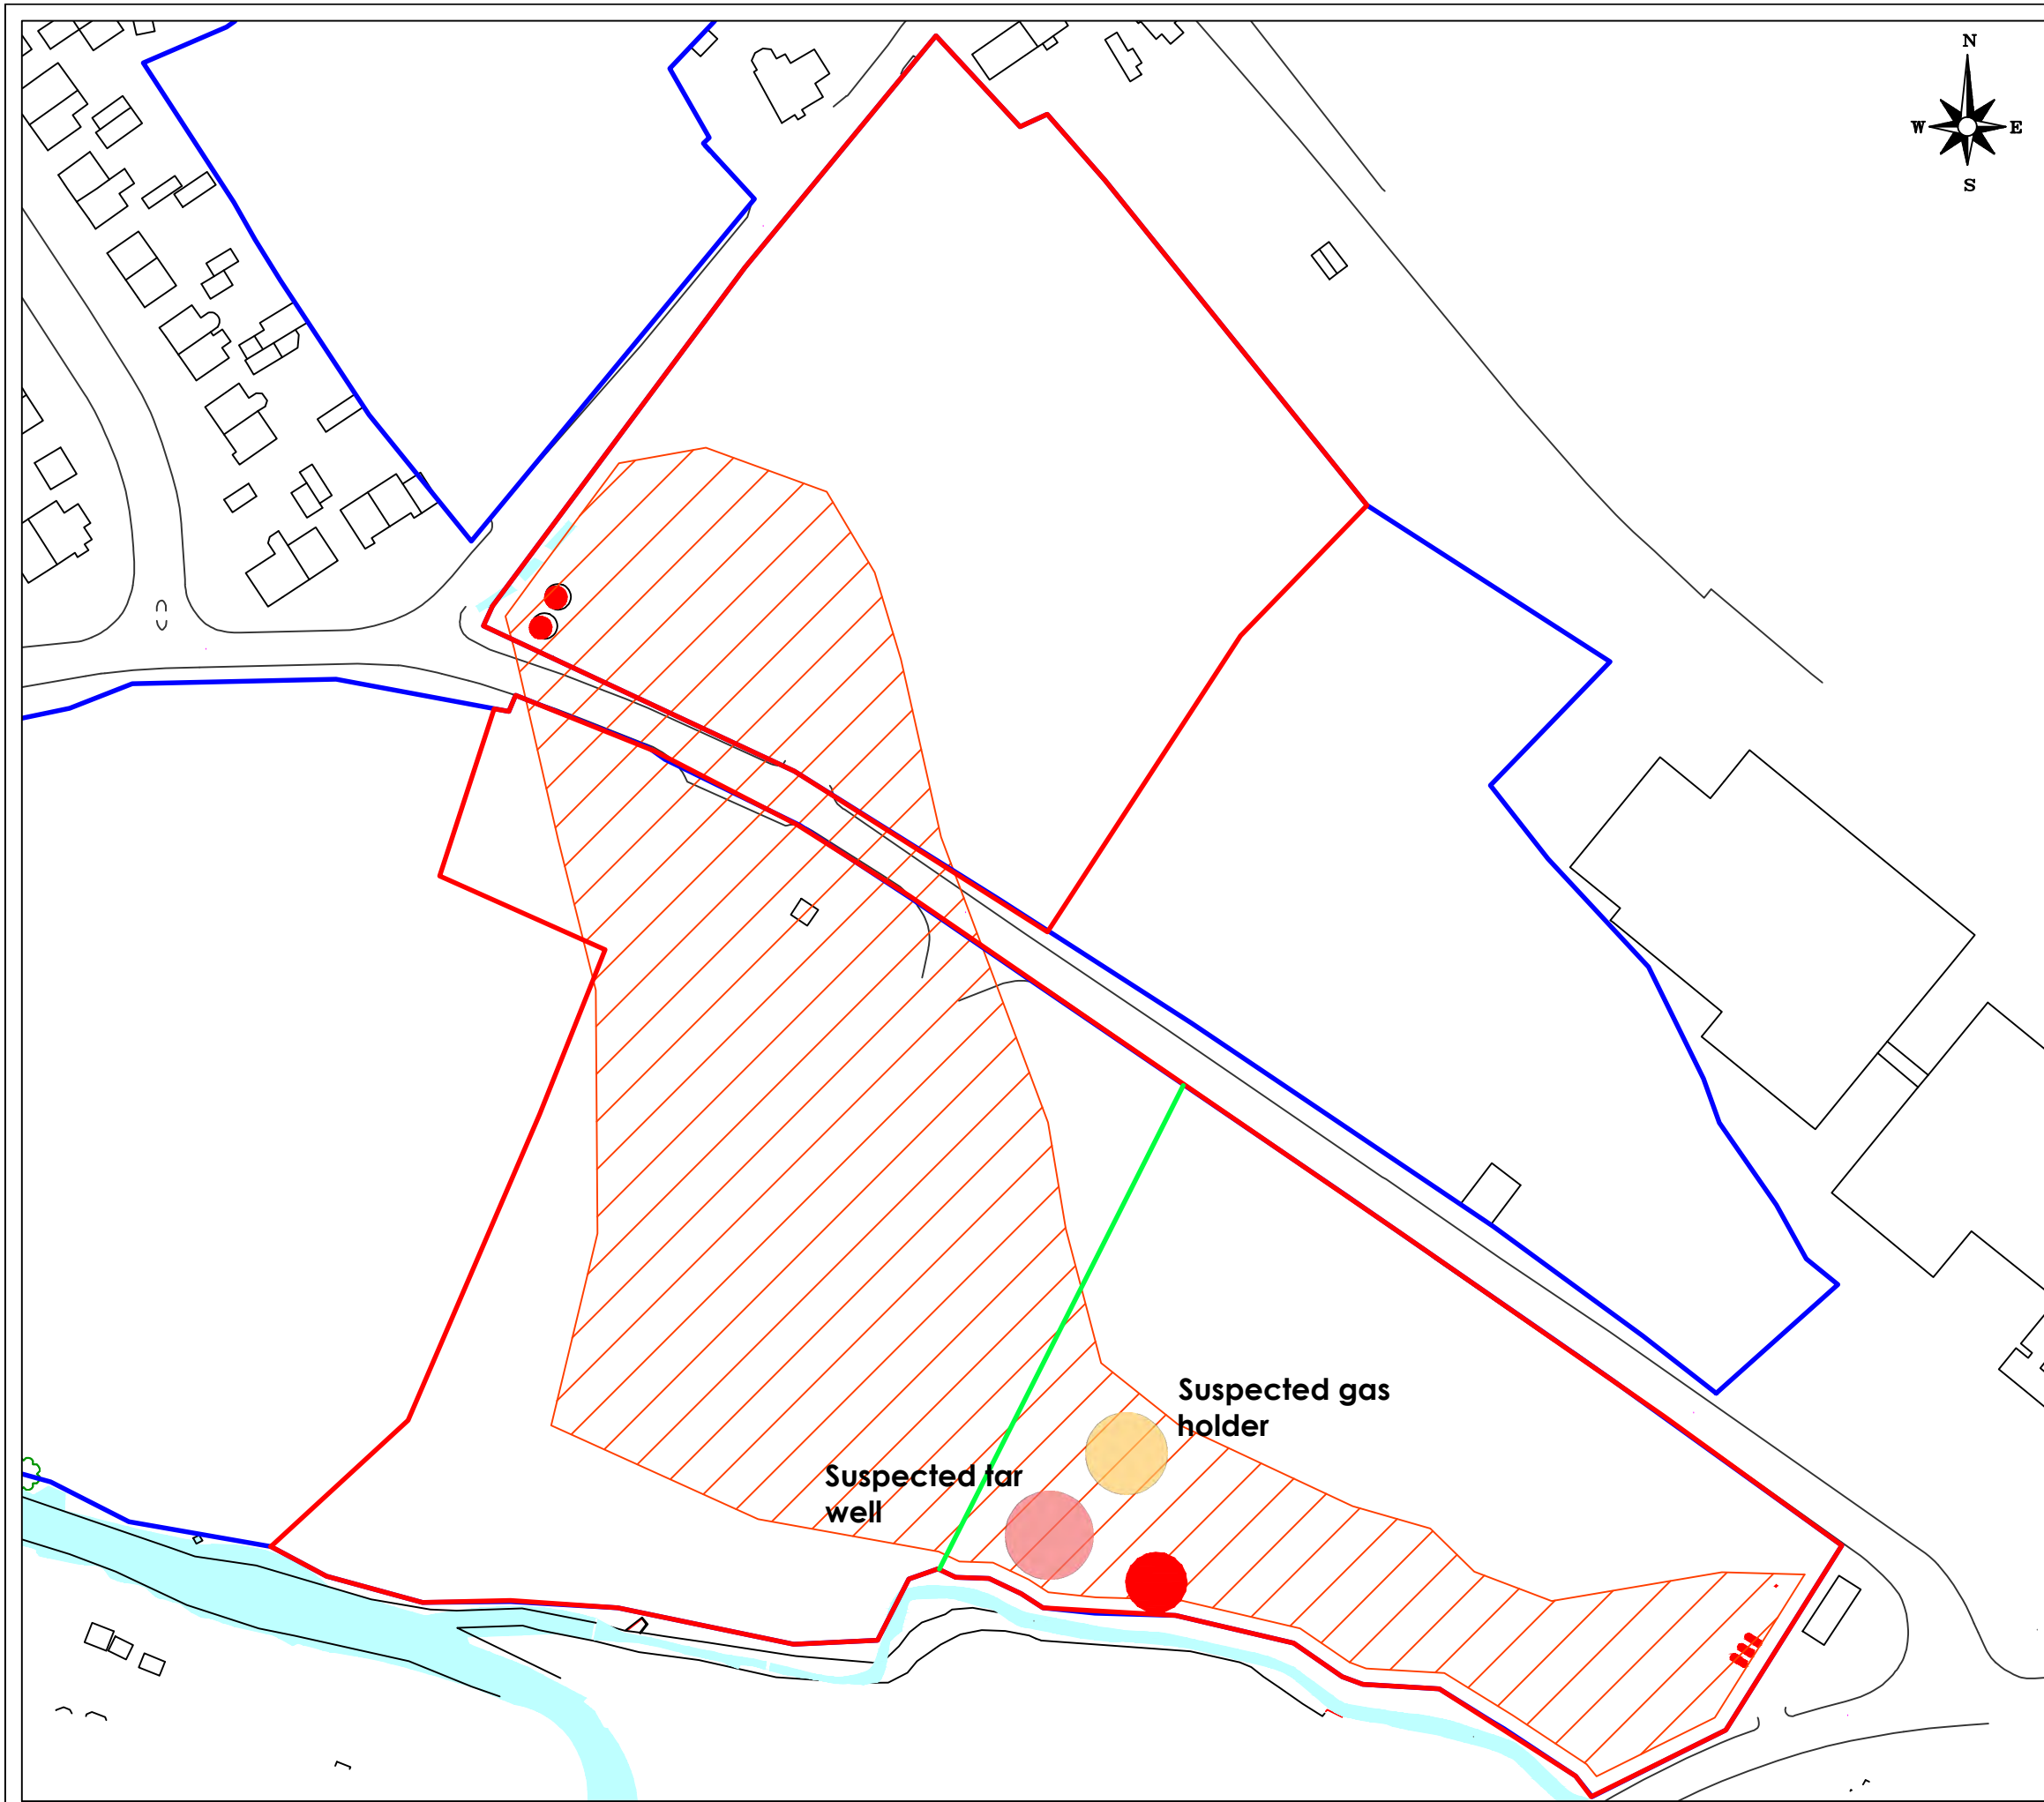 N
W E
S
Suspected gas
holder
Suspected tar
well